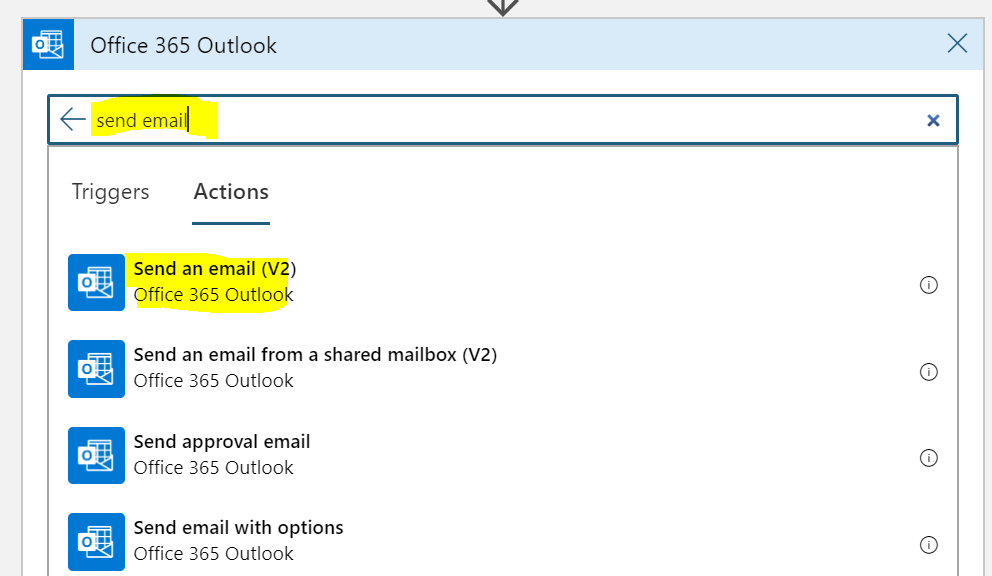 Office 365 Outlook
send email
Triggers Actions
Send an email (V2)
Office 365 Outlook
Send an email from a shared mailbox (V2)
Office 365 Outlook
Send approval email
Office 365 Outlook
Send email with options
Office 365 Outlook